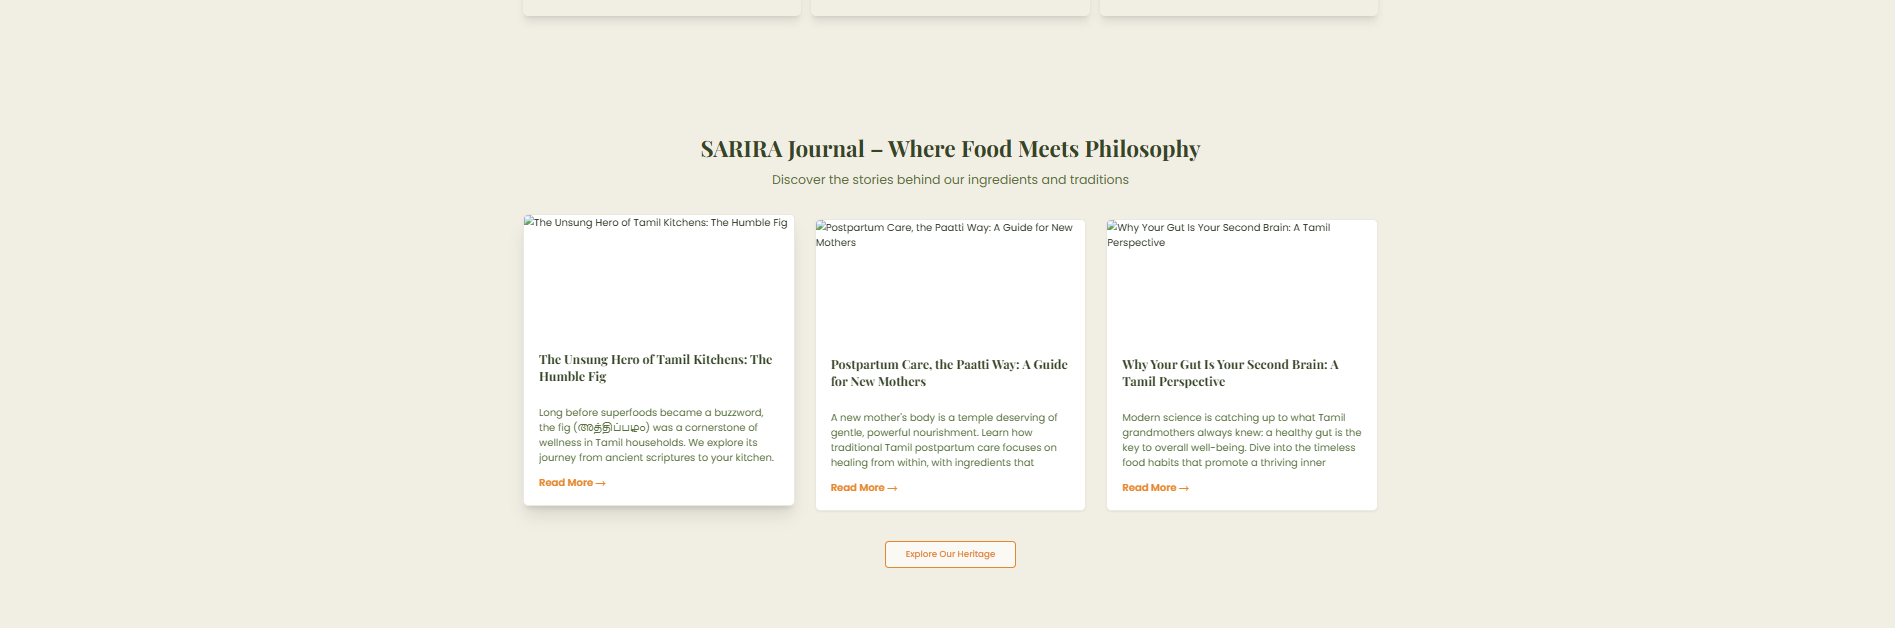 SARIRA Journal – Where Food Meets Philosophy
Discover the stories behind our ingredients and traditions
The Unsung Hero of Tamil Kitchens: The Humble Fig
Postpartum Care, the Paatti Way: A Guide for New
Mothers
Why Your Gut Is Your Second Brain: A Tamil
Perspective
The Unsung Hero of Tamil Kitchens: The
Humble Fig
Long before superfoods became a buzzword,
the fig (അத்திப்பഴം) was a cornerstone of
wellness in Tamil households. We explore its
journey from ancient scriptures to your kitchen.
Read More →
Postpartum Care, the Paatti Way: A Guide
for New Mothers
A new mother's body is a temple deserving of
gentle, powerful nourishment. Learn how
traditional Tamil postpartum care focuses on
healing from within, with ingredients that
Read More →
Why Your Gut Is Your Second Brain: A
Tamil Perspective
Modern science is catching up to what Tamil
grandmothers always knew: a healthy gut is the
key to overall well-being. Dive into the timeless
food habits that promote a thriving inner
Read More →
Explore Our Heritage